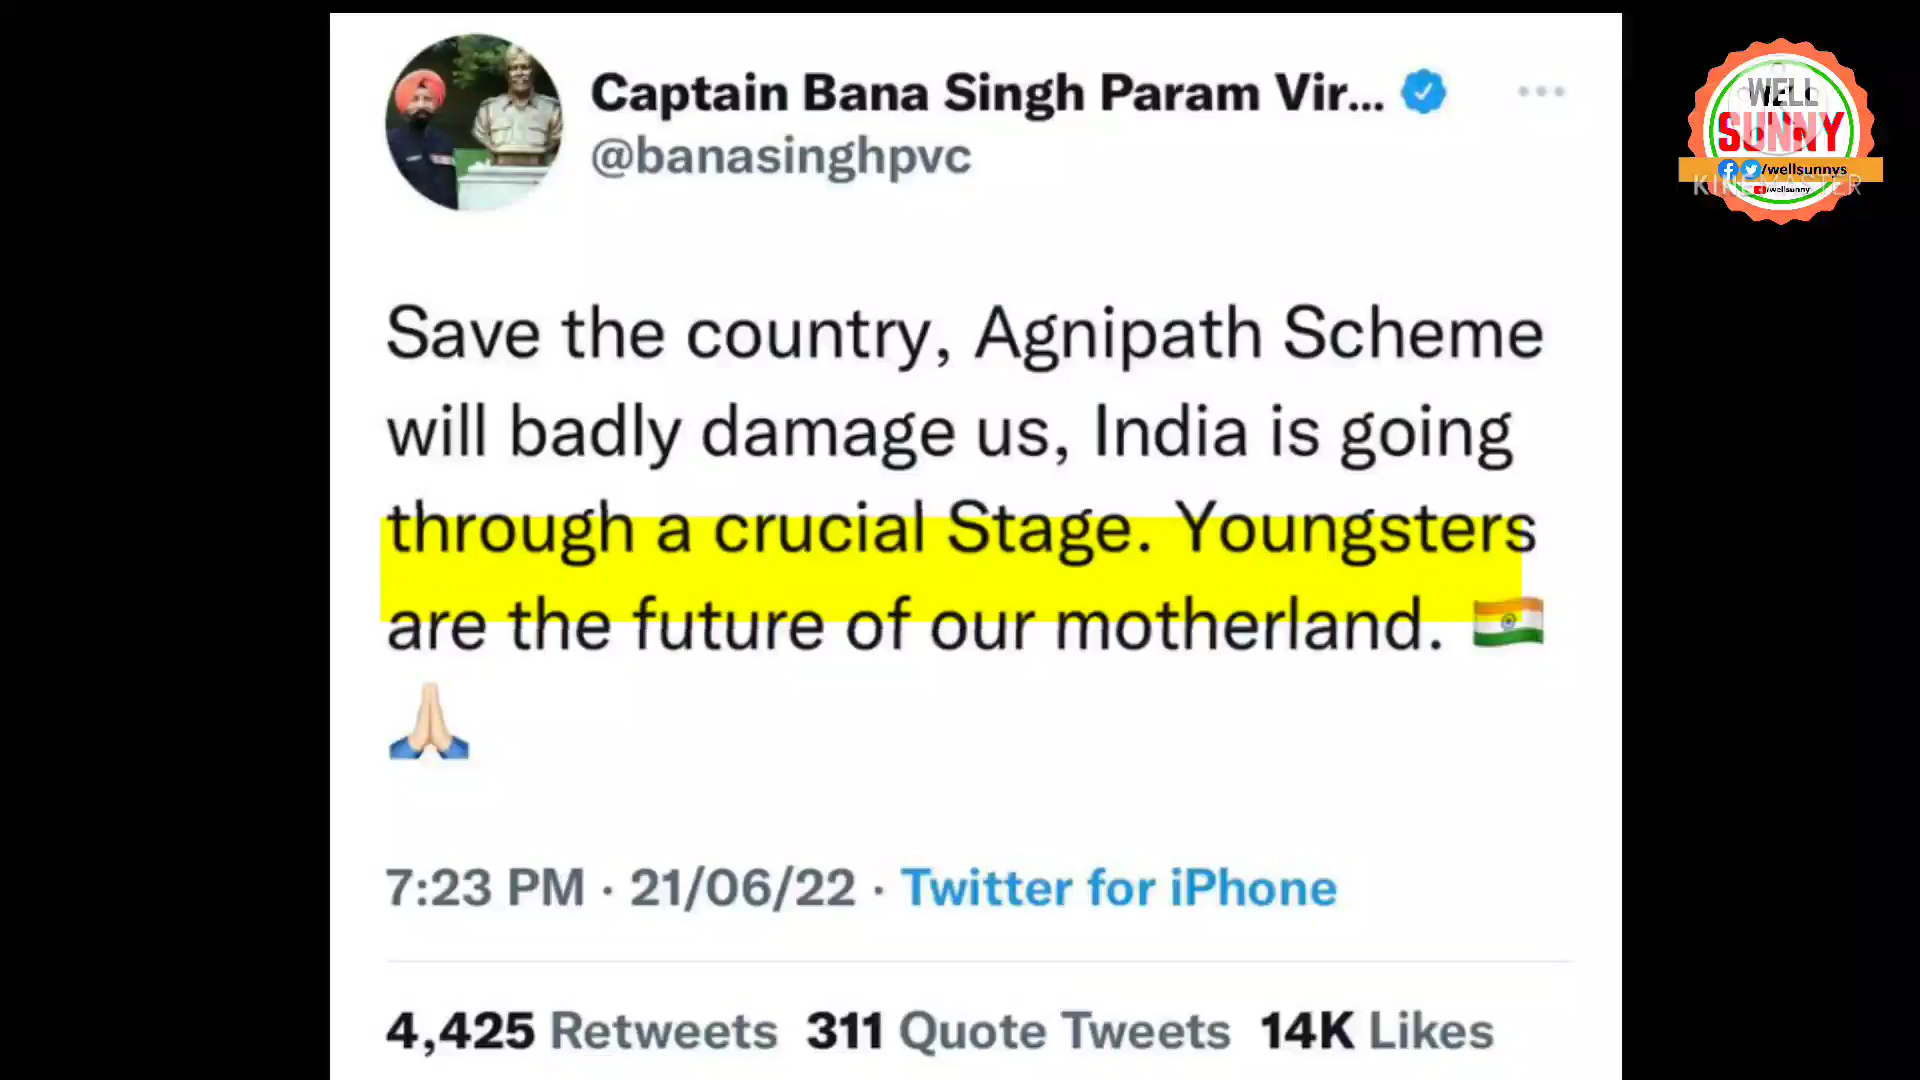 Captain Bana Singh Param Vir...
@banasinghpvc
Save the country, Agnipath Scheme
will badly damage us, India is going
through a crucial Stage. Youngsters
are the future of our motherland. 🇮🇳
🙏🏻
7:23 PM · 21/06/22 · Twitter for iPhone
4,425 Retweets 311 Quote Tweets 14K Likes
WELL
SUNNY
/wellsunnys
KINEMASTER
/wellsunny